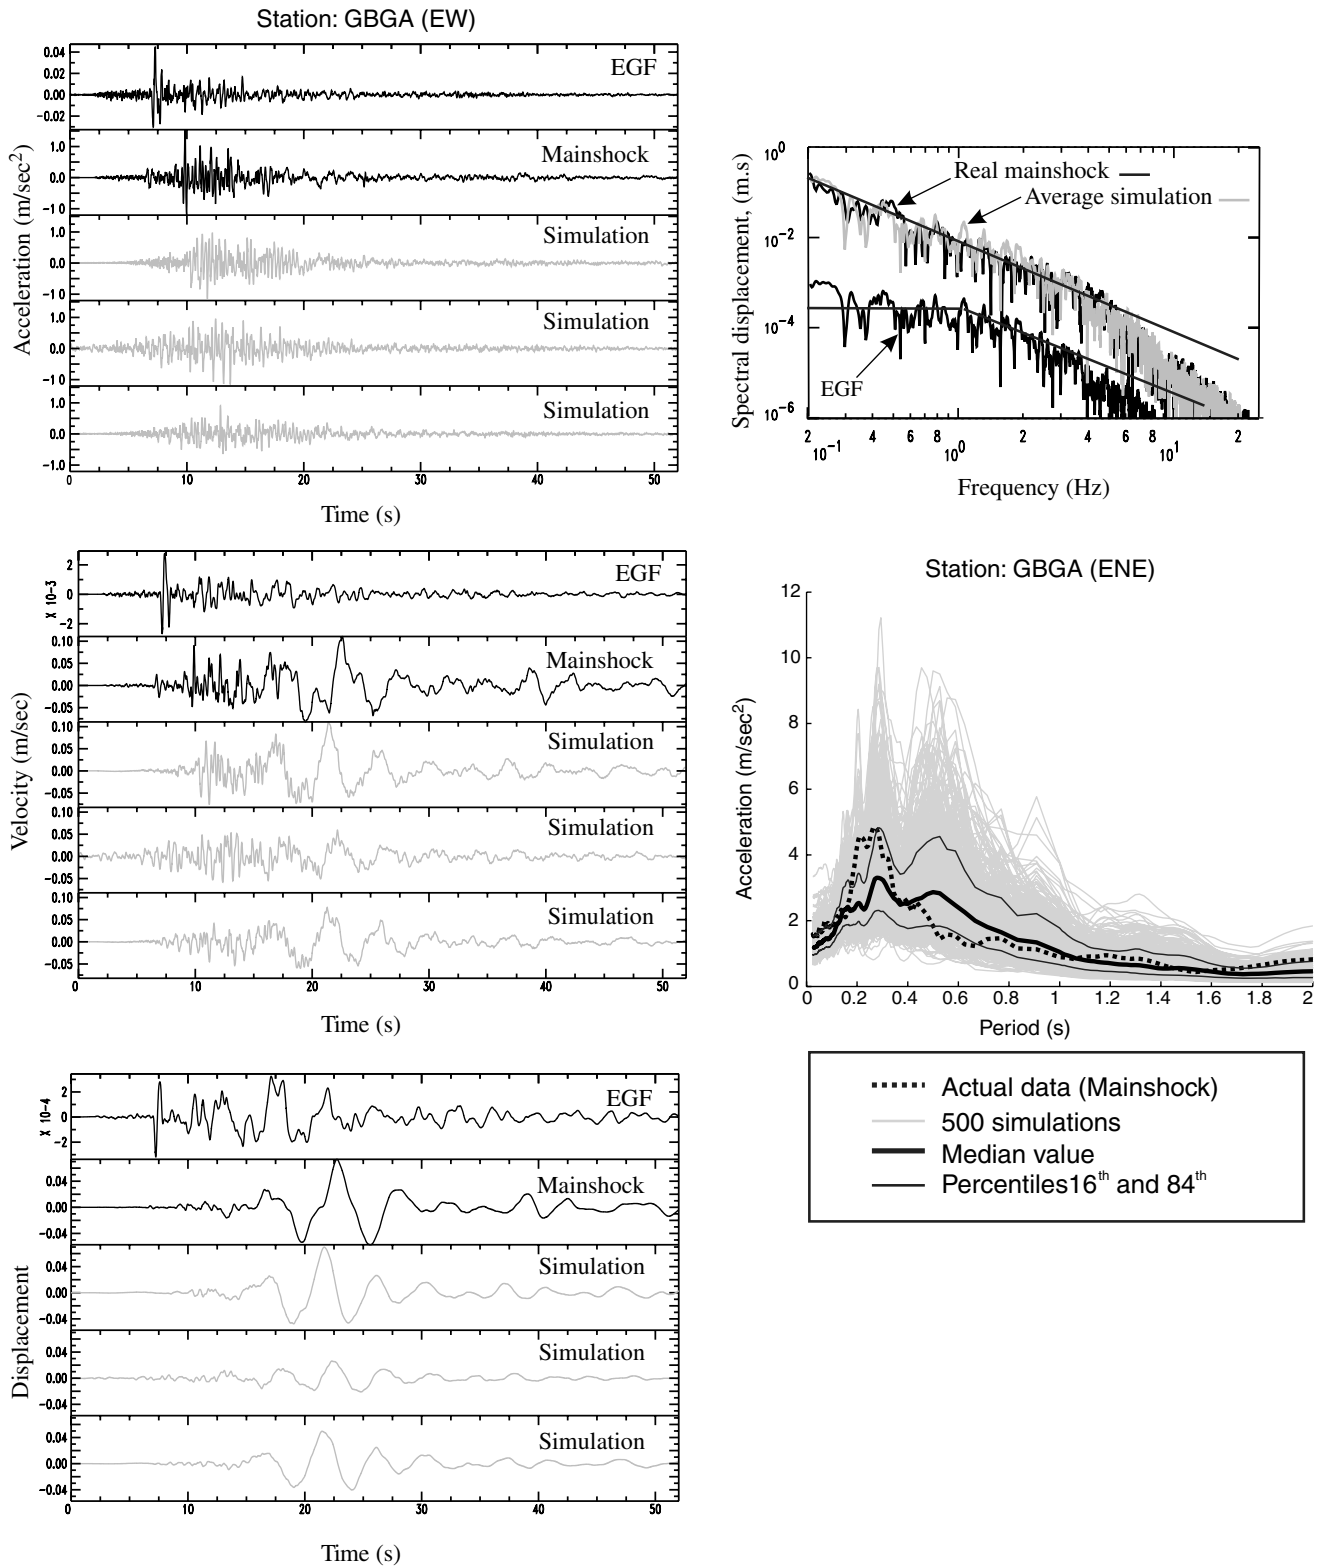 Station: GBGA (EW)
Acceleration (m/sec²)
0.04
0.02
0.00
−0.02
EGF
1.0
0.0
−1 0
Mainshock
1.0
0.0
−1 0
Simulation
1.0
0.0
−1 0
Simulation
1.0
0.0
−1.0
Simulation
0 10 20 30 40 50
Time (s)
Spectral displacement, (m.s)
10⁰
10⁻²
10⁻⁴
10⁻⁶
Real mainshock
Average simulation
EGF
2 4 6 8 2 4 6 8 2
10⁻¹ 10⁰ 10¹
Frequency (Hz)
Velocity (m/sec)
X 10−3
2
0
−2
EGF
0.10
0.05
0.00
−0.05
Mainshock
0.10
0.05
0.00
−0.05
Simulation
0.10
0.05
0.00
−0.05
Simulation
0.10
0.05
0.00
−0.05
Simulation
0 10 20 30 40 50
Time (s)
Station: GBGA (ENE)
Acceleration (m/sec²)
12
10
8
6
4
2
0
0 0.2 0.4 0.6 0.8 1 1.2 1.4 1.6 1.8 2
Period (s)
Actual data (Mainshock)
500 simulations
Median value
Percentiles16th and 84th
Displacement
X 10−4
2
0
−2
EGF
0.04
0.00
−0.04
Mainshock
0.04
0.00
−0.04
Simulation
0.04
0.00
−0.04
Simulation
0.04
0.00
−0.04
Simulation
0 10 20 30 40 50
Time (s)